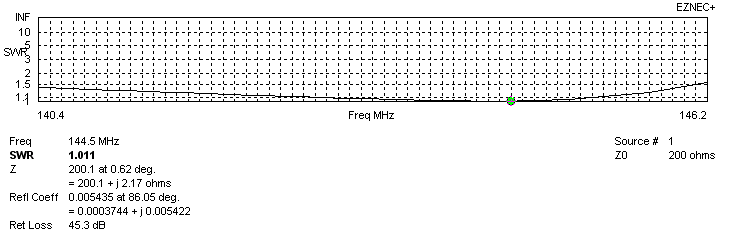 EZNEC+
INF
10
5
SWR
3
2
1.5
1.1
140.4 Freq MHz 146.2
Freq 144.5 MHz Source # 1
SWR 1.011 Z0 200 ohms
Z 200.1 at 0.62 deg.
= 200.1 + j 2.17 ohms
Refl Coeff 0.005435 at 86.05 deg.
= 0.0003744 + j 0.005422
Ret Loss 45.3 dB